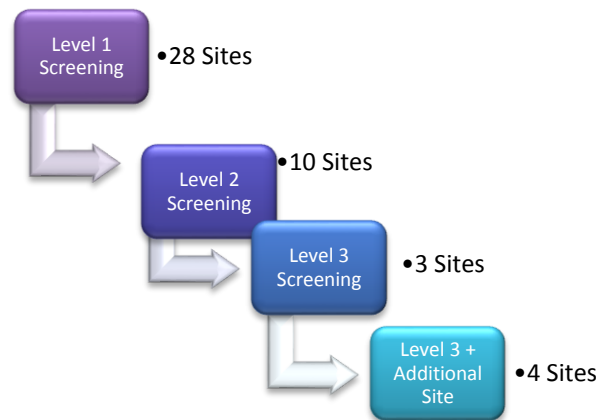 Level 1
Screening
•28 Sites
Level 2
Screening
•10 Sites
Level 3
Screening
•3 Sites
Level 3 +
Additional
Site
•4 Sites